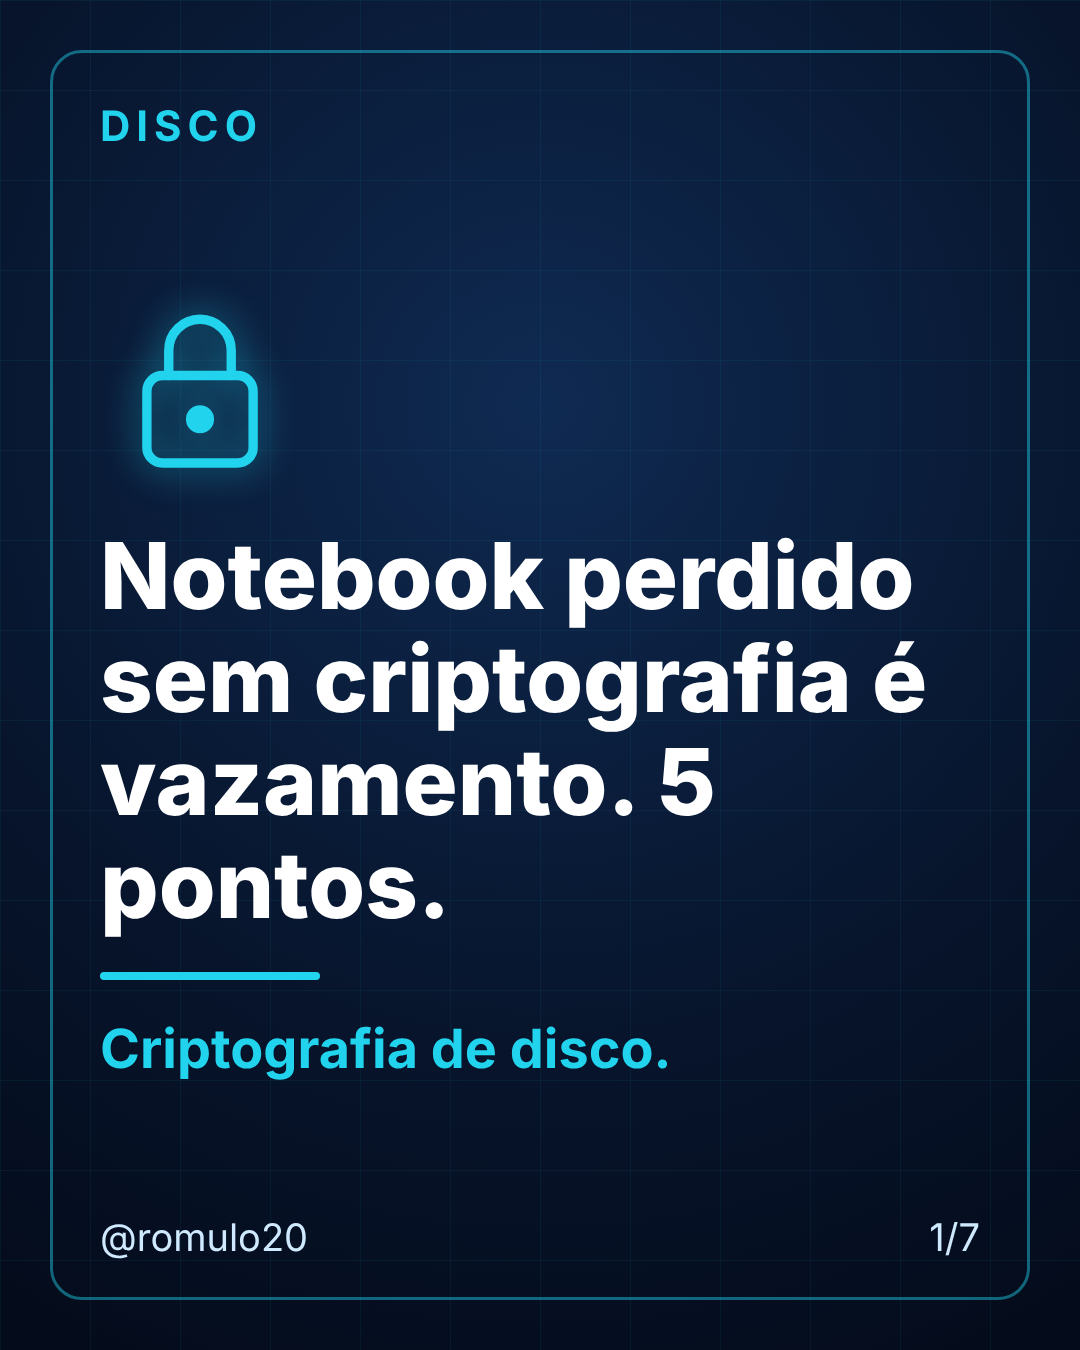 DISCO
Notebook perdido
sem criptografia é
vazamento. 5
pontos.
Criptografia de disco.
@romulo20
1/7